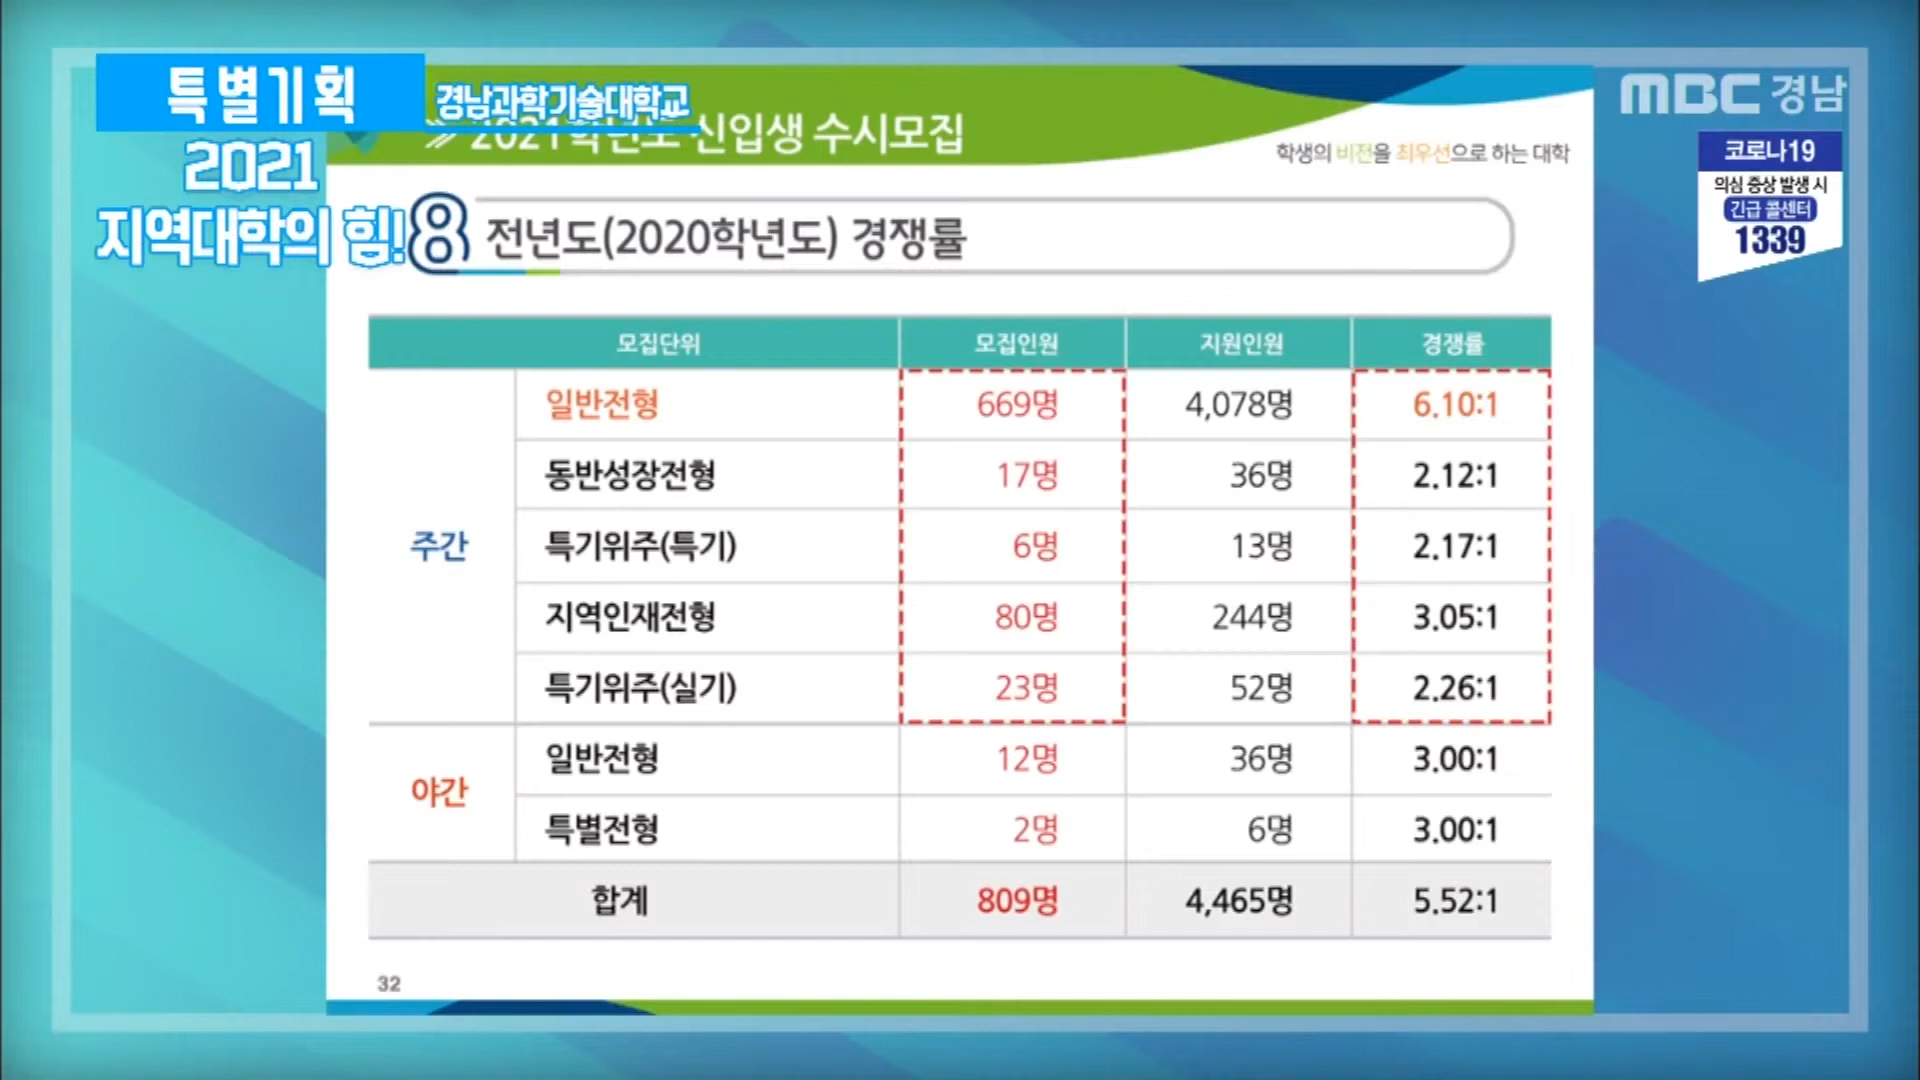 특별기획
경남과학기술대학교
2021
지역대학의 힘!
MBC 경남
코로나19
의심 증상 발생 시
긴급 콜센터
1339
≫ 2021학년도 신입생 수시모집
학생의 비전을 최우선으로 하는 대학
8 전년도(2020학년도) 경쟁률
모집단위 모집인원 지원인원 경쟁률
주간
일반전형 669명 4,078명 6.10:1
동반성장전형 17명 36명 2.12:1
특기위주(특기) 6명 13명 2.17:1
지역인재전형 80명 244명 3.05:1
특기위주(실기) 23명 52명 2.26:1
야간
일반전형 12명 36명 3.00:1
특별전형 2명 6명 3.00:1
합계 809명 4,465명 5.52:1
32